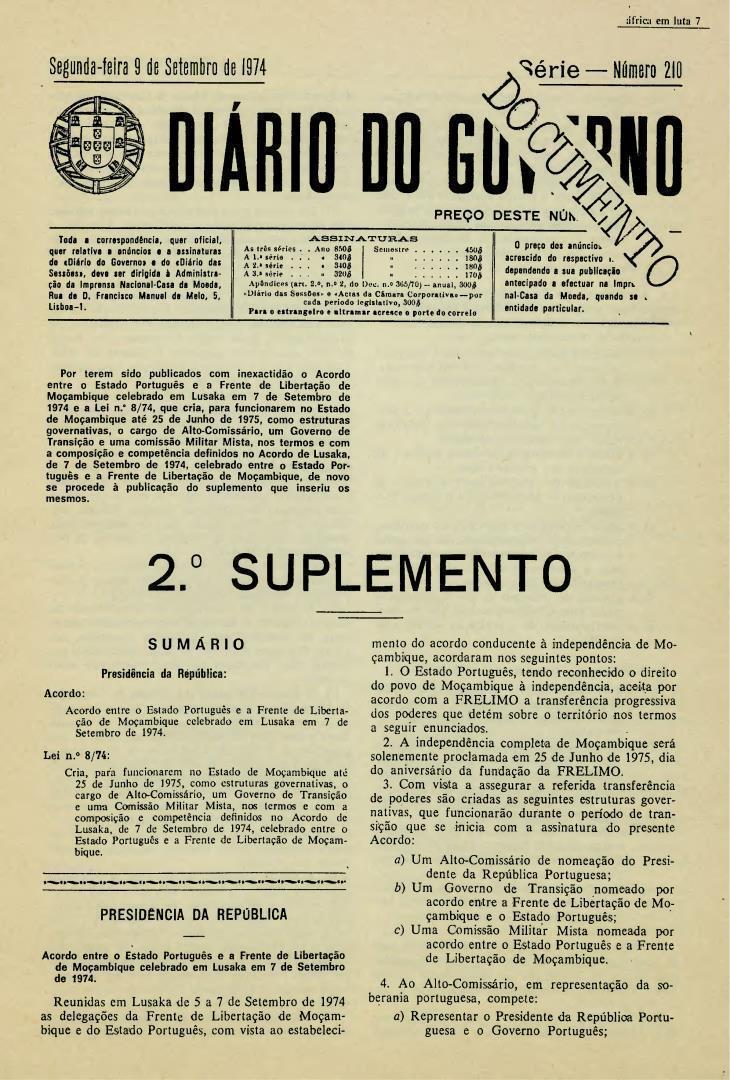 áfrica em luta 7
Segunda-feira 9 de Setembro de 1974
Série — Número 210
DOCUMENTO
DIÁRIO DO
PREÇO DESTE
Toda a correspondência, quer oficial,
quer relativa a anúncios e a assinaturas
do «Diário do Governo» e do «Diário das
Sessões», deve ser dirigida à Administra-
ção da Imprensa Nacional-Casa da Moeda,
Rua de D. Francisco Manuel de Melo, 5,
Lisboa-1.
ASSINATURAS
As três séries . . Ano 850$ Semestre . . . . . . 450$
A 1.ª série . . . » 340$ » . . . . . . 180$
A 2.ª série . . . » 340$ » . . . . . . 180$
A 3.ª série . . . » 320$ » . . . . . . 170$
Apêndices (art. 2.º, n.º 2, do Dec. n.º 365/70) — anual, 300$
«Diário das Sessões» e «Actas da Câmara Corporativa» — por
cada período legislativo, 300$
Para o estrangeiro e ultramar acresce o porte do correio
O preço dos
acrescido do respectivo
dependendo a sua publicação
antecipado a efectuar na
nal-Casa da Moeda, quando se
entidade particular.
Por terem sido publicados com inexactidão o Acordo
entre o Estado Português e a Frente de Libertação de
Moçambique celebrado em Lusaka em 7 de Setembro de
1974 e a Lei n.º 8/74, que cria, para funcionarem no Estado
de Moçambique até 25 de Junho de 1975, como estruturas
governativas, o cargo de Alto-Comissário, um Governo de
Transição e uma comissão Militar Mista, nos termos e com
a composição e competência definidos no Acordo de Lusaka,
de 7 de Setembro de 1974, celebrado entre o Estado Por-
tuguês e a Frente de Libertação de Moçambique, de novo
se procede à publicação do suplemento que inseriu os
mesmos.
2.º SUPLEMENTO
SUMÁRIO
Presidência da República:
Acordo:
Acordo entre o Estado Português e a Frente de Liberta-
ção de Moçambique celebrado em Lusaka em 7 de
Setembro de 1974.
Lei n.º 8/74:
Cria, para funcionarem no Estado de Moçambique até
25 de Junho de 1975, como estruturas governativas, o
cargo de Alto-Comissário, um Governo de Transição
e uma Comissão Militar Mista, nos termos e com a
composição e competência definidos no Acordo de
Lusaka, de 7 de Setembro de 1974, celebrado entre o
Estado Português e a Frente de Libertação de Moçam-
bique.
PRESIDÊNCIA DA REPÚBLICA
Acordo entre o Estado Português e a Frente de Libertação
de Moçambique celebrado em Lusaka em 7 de Setembro
de 1974.
Reunidas em Lusaka de 5 a 7 de Setembro de 1974
as delegações da Frente de Libertação de Moçam-
bique e do Estado Português, com vista ao estabeleci-
mento do acordo conducente à independência de Mo-
çambique, acordaram nos seguintes pontos:
1. O Estado Português, tendo reconhecido o direito
do povo de Moçambique à independência, aceita por
acordo com a FRELIMO a transferência progressiva
dos poderes que detém sobre o território nos termos
a seguir enunciados.
2. A independência completa de Moçambique será
solenemente proclamada em 25 de Junho de 1975, dia
do aniversário da fundação da FRELIMO.
3. Com vista a assegurar a referida transferência
de poderes são criadas as seguintes estruturas gover-
nativas, que funcionarão durante o período de tran-
sição que se inicia com a assinatura do presente
Acordo:
a) Um Alto-Comissário de nomeação do Presi-
dente da República Portuguesa;
b) Um Governo de Transição nomeado por
acordo entre a Frente de Libertação de Mo-
çambique e o Estado Português;
c) Uma Comissão Militar Mista nomeada por
acordo entre o Estado Português e a Frente
de Libertação de Moçambique.
4. Ao Alto-Comissário, em representação da so-
berania portuguesa, compete:
a) Representar o Presidente da República Portu-
guesa e o Governo Português;